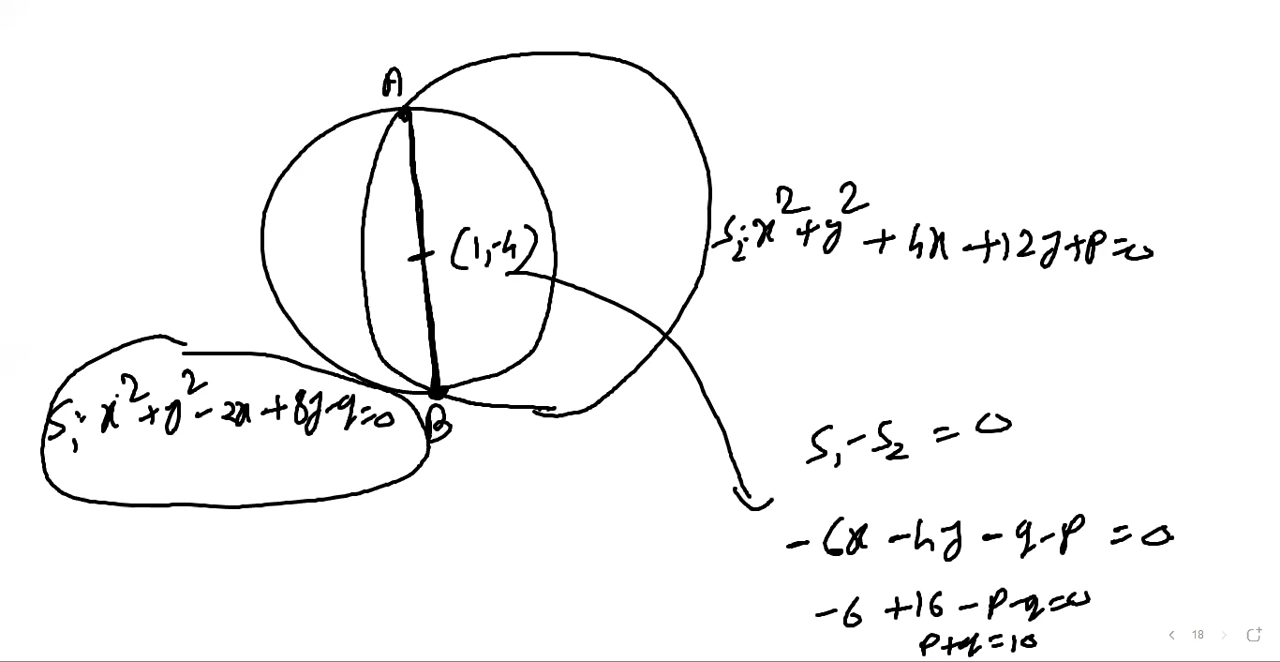 A
(1,-4)
S₂: x²+y² + 4x +12y+p=0
S₁: x²+y²-2x+8y-q=0
B
S₁-S₂ = 0
-6x -4y - q-p = 0
-6 +16 -p-q=0
p+q=10
18